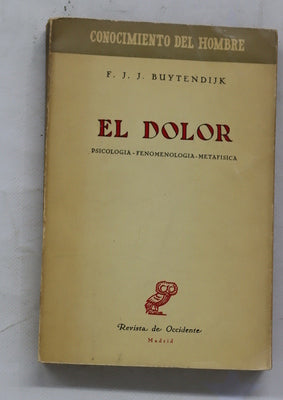 CONOCIMIENTO DEL HOMBRE
F. J. J. BUYTENDIJK
EL DOLOR
PSICOLOGIA-FENOMENOLOGIA-METAFISICA
Revista de Occidente
Madrid